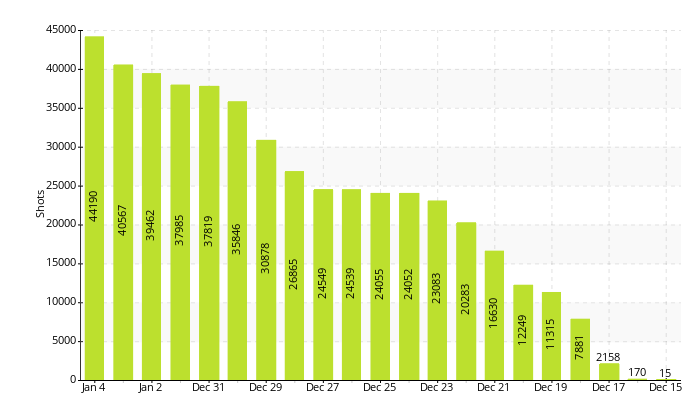 45000
40000
35000
30000
25000
20000
15000
10000
5000
0
Shots
44190
40567
39462
37985
37819
35846
30878
26865
24549
24539
24055
24052
23083
20283
16630
12249
11315
7881
2158
170
15
Jan 4
Jan 2
Dec 31
Dec 29
Dec 27
Dec 25
Dec 23
Dec 21
Dec 19
Dec 17
Dec 15